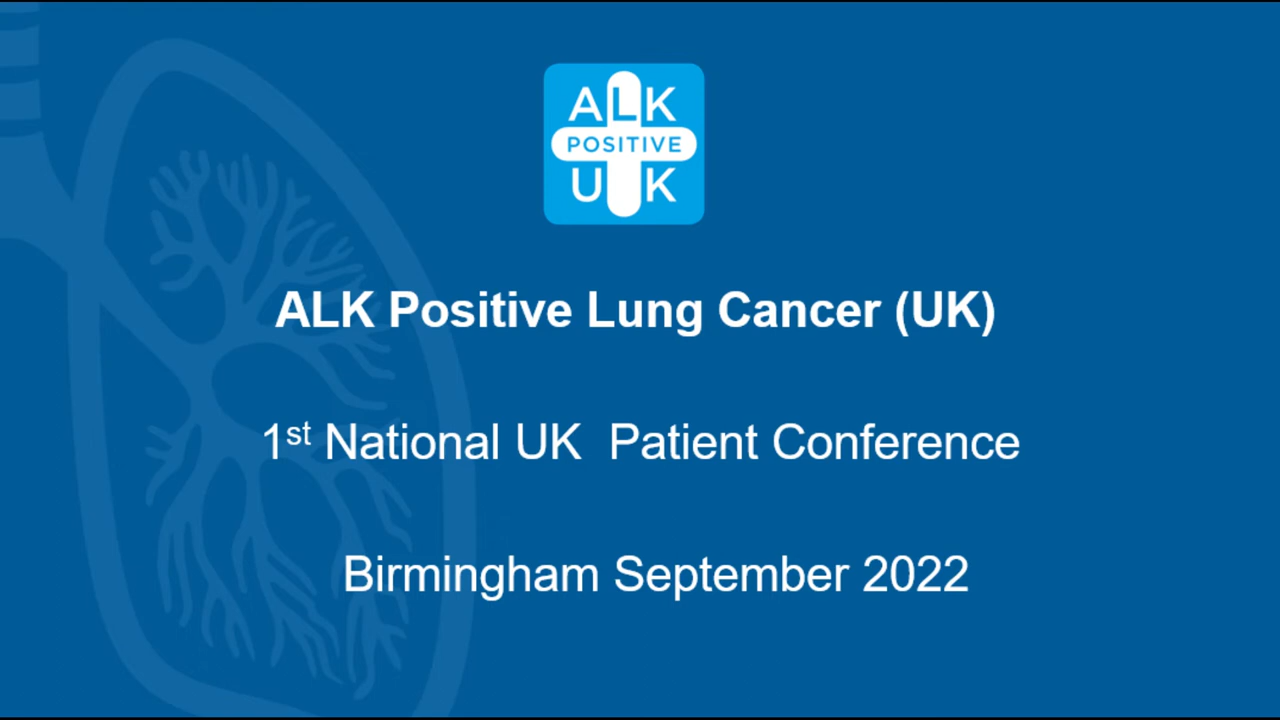 ALK
POSITIVE
UK
ALK Positive Lung Cancer (UK)
1st National UK  Patient Conference
Birmingham September 2022